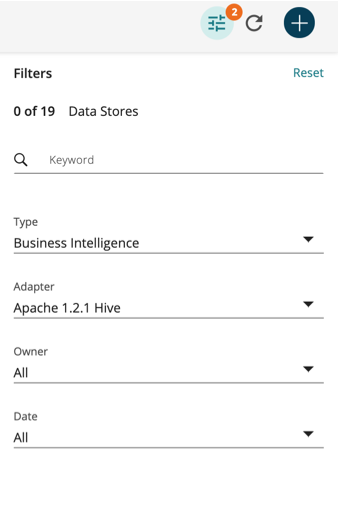 2
Filters Reset
0 of 19 Data Stores
Keyword
Type
Business Intelligence
Adapter
Apache 1.2.1 Hive
Owner
All
Date
All